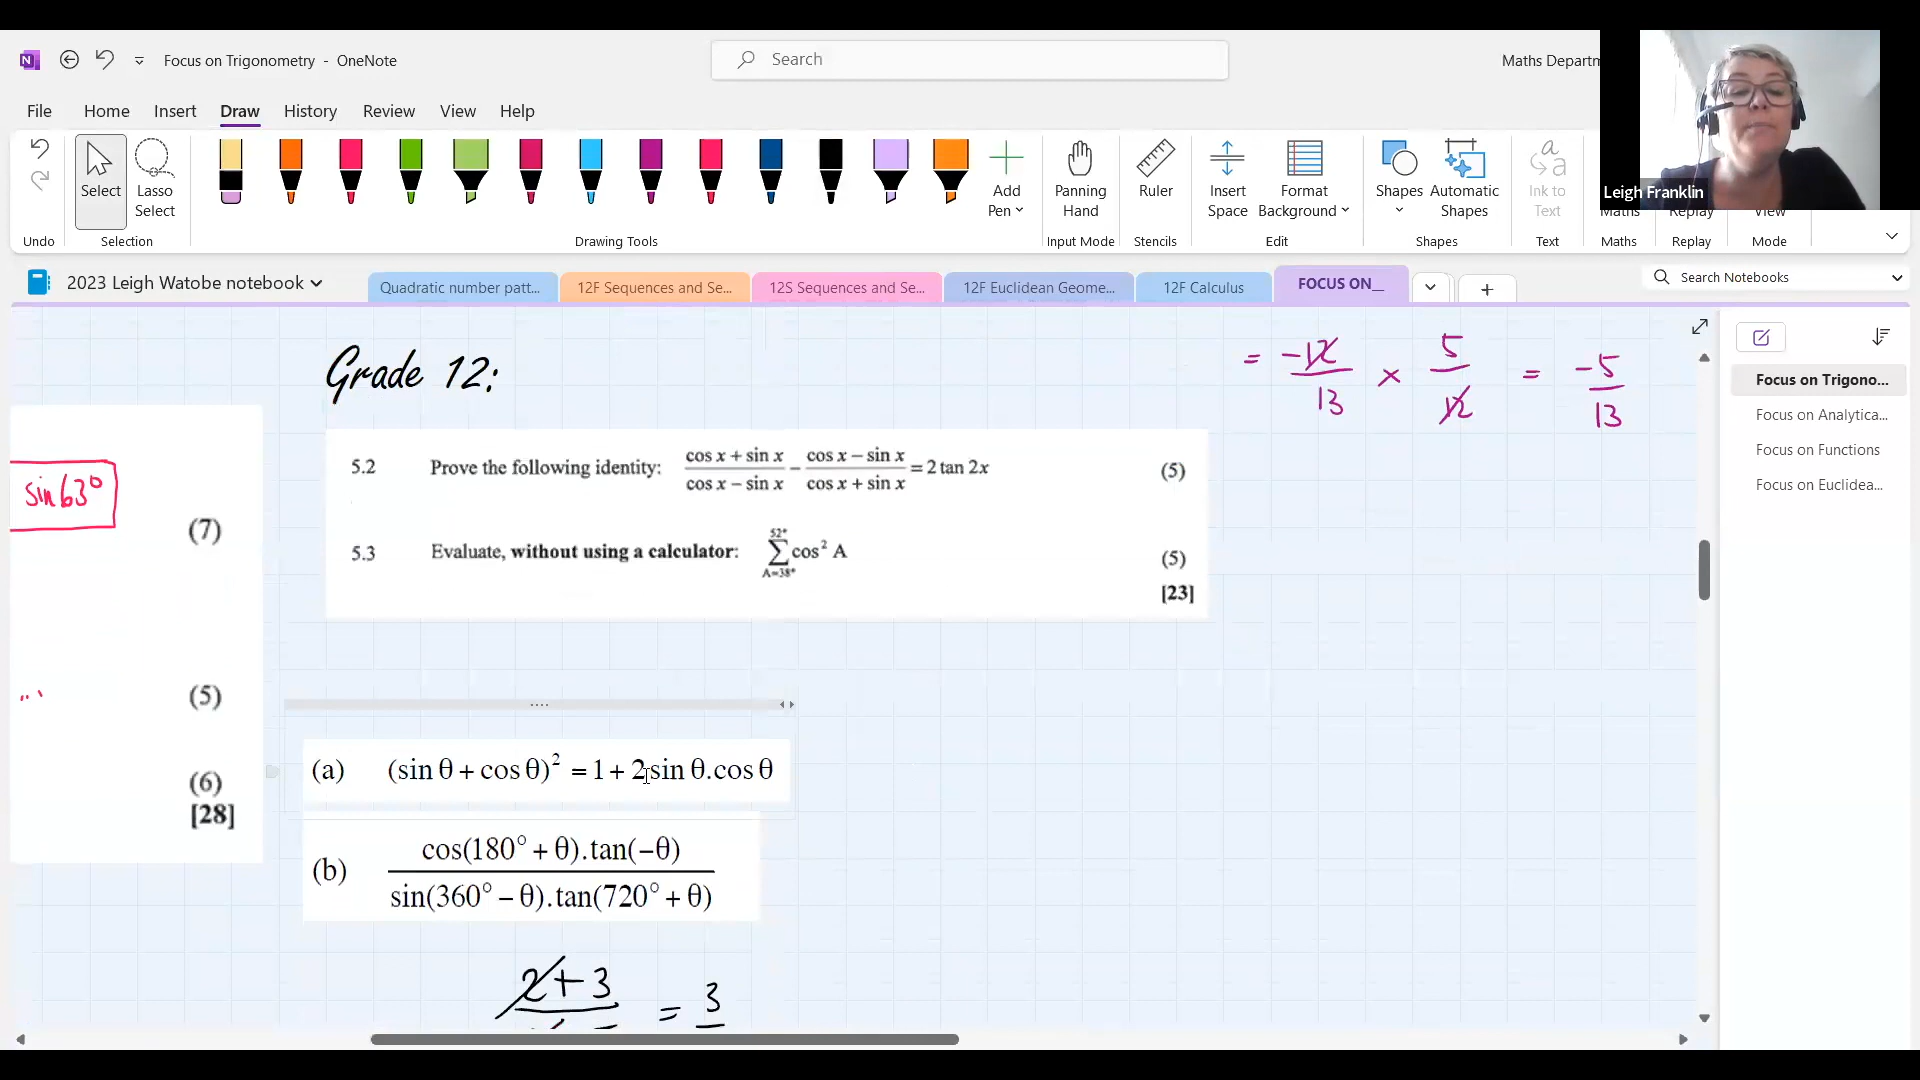 Focus on Trigonometry - OneNote
Search
Maths Departm
File Home Insert Draw History Review View Help
Select
Lasso Select
Add Pen
Panning Hand
Ruler
Insert Space
Format Background
Shapes
Automatic Shapes
Ink to Text
Maths
Replay
View
Leigh Franklin
Undo Selection Drawing Tools Input Mode Stencils Edit Shapes Text Maths Replay Mode
2023 Leigh Watobe notebook
Quadratic number patt...
12F Sequences and Se...
12S Sequences and Se...
12F Euclidean Geome...
12F Calculus
FOCUS ON_
Search Notebooks
Focus on Trigono...
Focus on Analytica...
Focus on Functions
Focus on Euclidea...
Grade 12:
= -12/13 × 5/12 = -5/13
5.2 Prove the following identity: (cos x + sin x)/(cos x − sin x) − (cos x − sin x)/(cos x + sin x) = 2 tan 2x (5)
5.3 Evaluate, without using a calculator: 52° ∑ A=38° cos² A (5)
[23]
sin63°
(7)
(5)
(6)
[28]
(a) (sin θ + cos θ)² = 1 + 2 sin θ.cos θ
(b) cos(180° + θ).tan(−θ)
sin(360° − θ).tan(720° + θ)
2+3 = 3